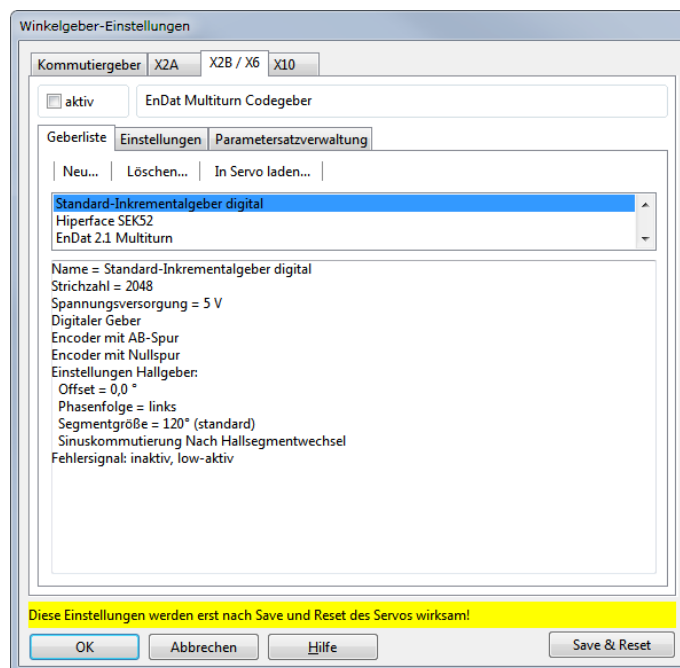 Winkelgeber-Einstellungen
Kommutiergeber X2A X2B / X6 X10
aktiv EnDat Multiturn Codegeber
Geberliste Einstellungen Parametersatzverwaltung
Neu... Löschen... In Servo laden...
Standard-Inkrementalgeber digital
Hiperface SEK52
EnDat 2.1 Multiturn
Name = Standard-Inkrementalgeber digital
Strichzahl = 2048
Spannungsversorgung = 5 V
Digitaler Geber
Encoder mit AB-Spur
Encoder mit Nullspur
Einstellungen Hallgeber:
Offset = 0,0 °
Phasenfolge = links
Segmentgröße = 120° (standard)
Sinuskommutierung Nach Hallsegmentwechsel
Fehlersignal: inaktiv, low-aktiv
Diese Einstellungen werden erst nach Save und Reset des Servos wirksam!
OK Abbrechen Hilfe Save & Reset